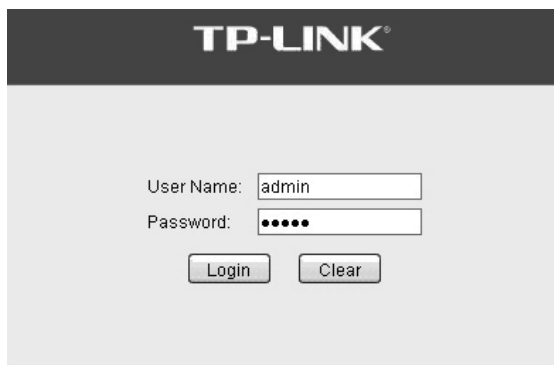 TP-LINK®
User Name: admin
Password: •••••
Login Clear